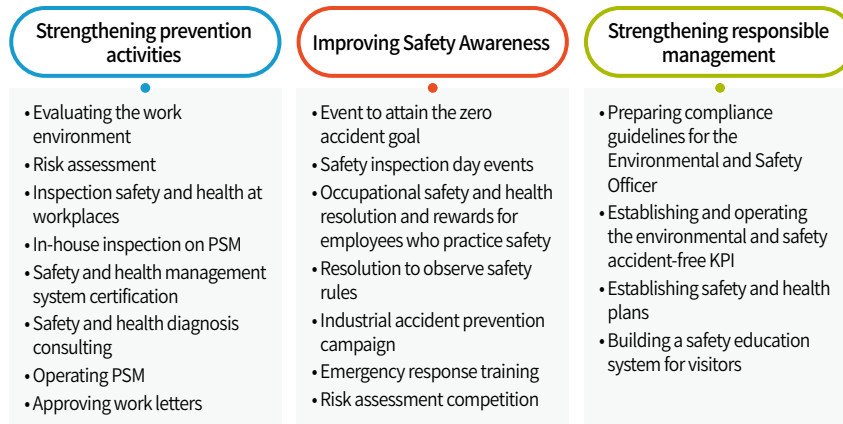 Strengthening prevention
activities
• Evaluating the work
environment
• Risk assessment
• Inspection safety and health at
workplaces
• In-house inspection on PSM
• Safety and health management
system certification
• Safety and health diagnosis
consulting
• Operating PSM
• Approving work letters
Improving Safety Awareness
• Event to attain the zero
accident goal
• Safety inspection day events
• Occupational safety and health
resolution and rewards for
employees who practice safety
• Resolution to observe safety
rules
• Industrial accident prevention
campaign
• Emergency response training
• Risk assessment competition
Strengthening responsible
management
• Preparing compliance
guidelines for the
Environmental and Safety
Officer
• Establishing and operating
the environmental and safety
accident-free KPI
• Establishing safety and health
plans
• Building a safety education
system for visitors